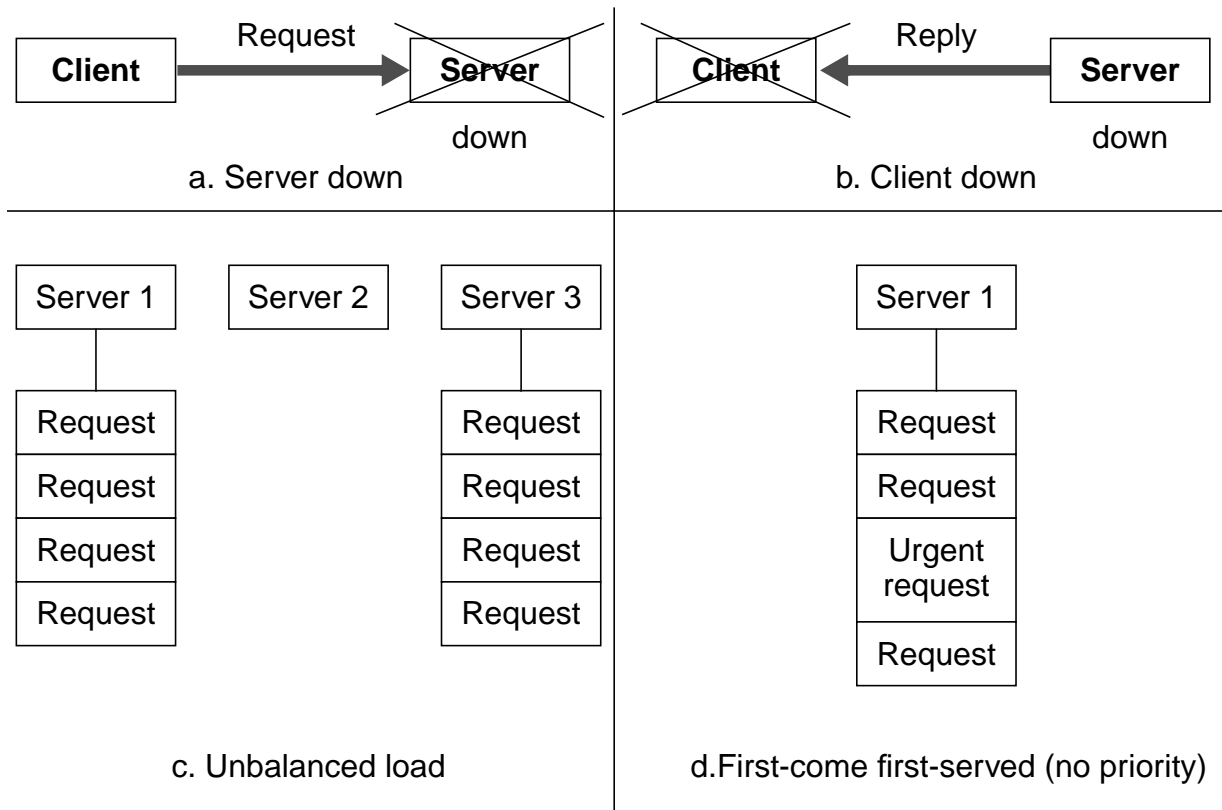 Request
Client
Server
down
a. Server down
Reply
Client
Server
down
b. Client down
Server 1
Server 2
Server 3
Request
Request
Request
Request
Request
Request
Request
Request
c. Unbalanced load
Server 1
Request
Request
Urgent
request
Request
d.First-come first-served (no priority)